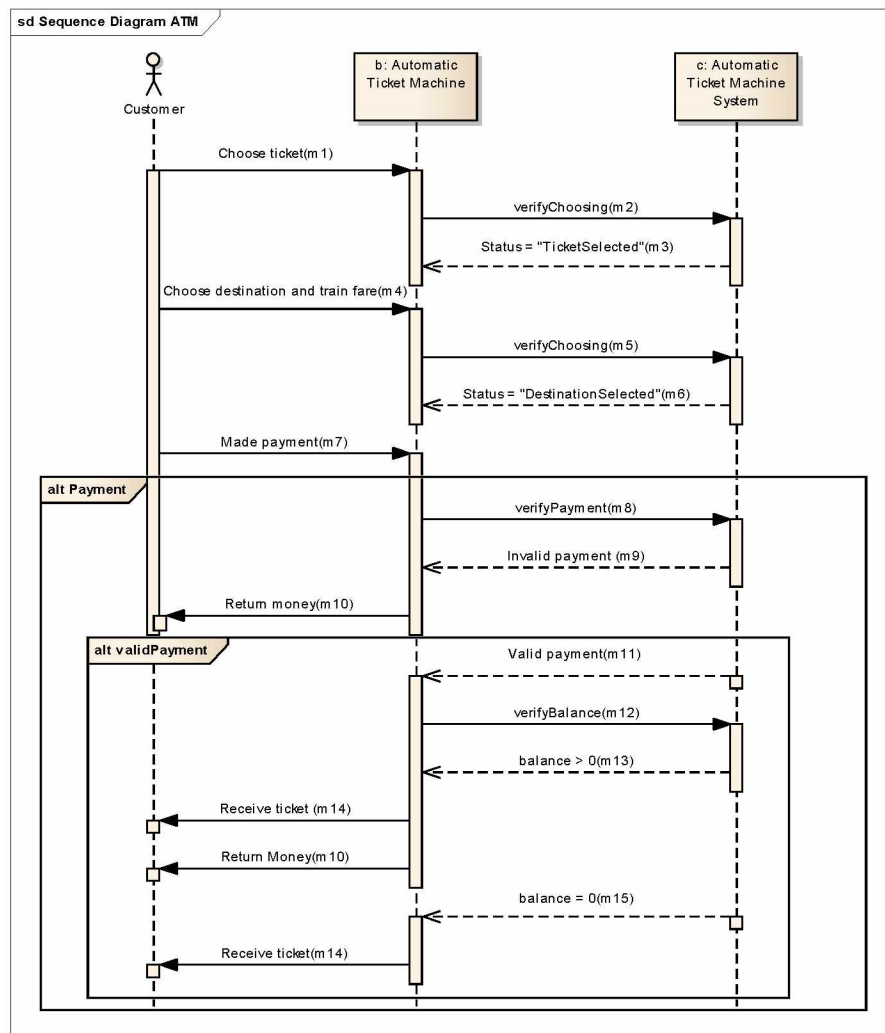 sd Sequence Diagram ATM
Customer
b: Automatic
Ticket Machine
c: Automatic
Ticket Machine
System
Choose ticket(m1)
verifyChoosing(m2)
Status = "TicketSelected"(m3)
Choose destination and train fare(m4)
verifyChoosing(m5)
Status = "DestinationSelected"(m6)
Made payment(m7)
alt Payment
verifyPayment(m8)
Invalid payment (m9)
Return money(m10)
alt validPayment
Valid payment(m11)
verifyBalance(m12)
balance > 0(m13)
Receive ticket (m14)
Return Money(m10)
balance = 0(m15)
Receive ticket(m14)